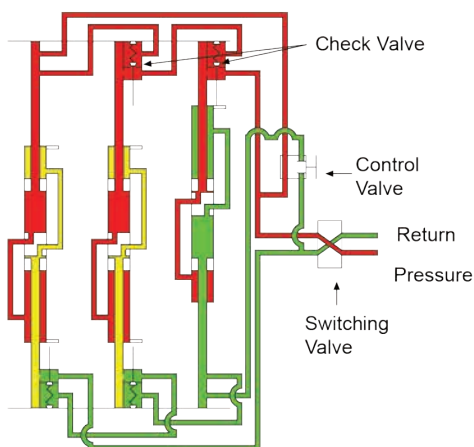 Check Valve
Control
Valve
Return
Pressure
Switching
Valve